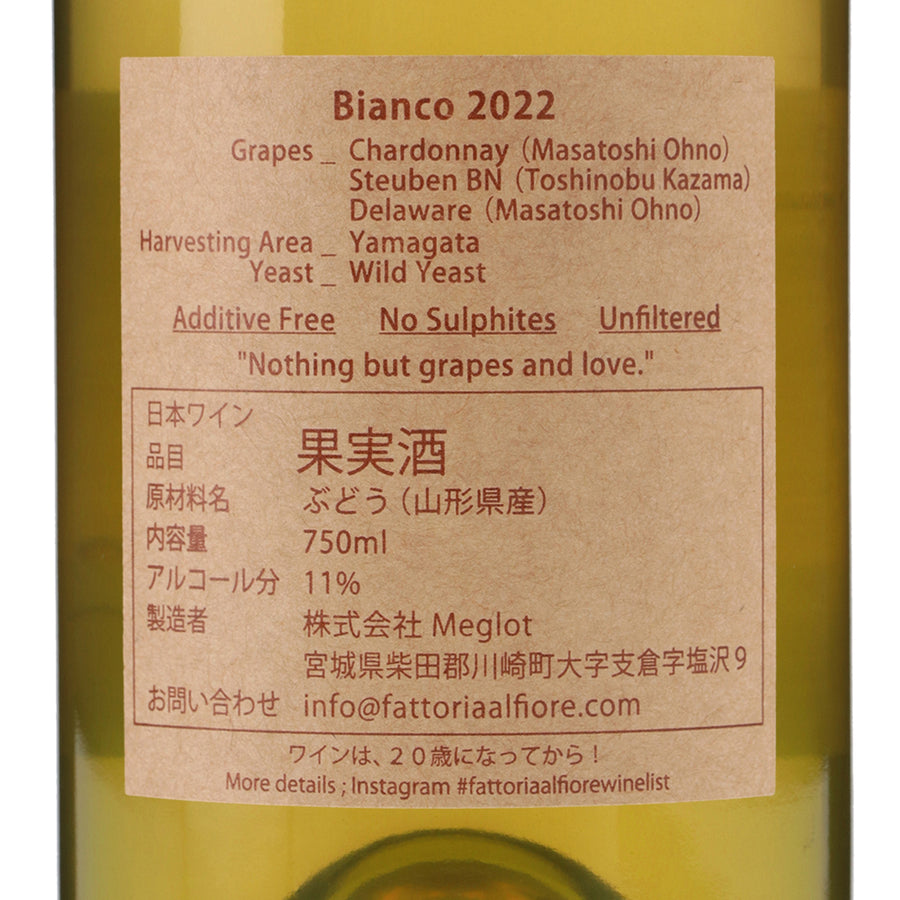 Bianco 2022
Grapes _ Chardonnay (Masatoshi Ohno)
Steuben BN (Toshinobu Kazama)
Delaware (Masatoshi Ohno)
Harvesting Area _ Yamagata
Yeast _ Wild Yeast
Additive Free No Sulphites Unfiltered
"Nothing but grapes and love."
日本ワイン
品目 果実酒
原材料名 ぶどう（山形県産）
内容量 750ml
アルコール分 11%
製造者 株式会社 Meglot
宮城県柴田郡川崎町大字支倉字塩沢９
お問い合わせ info@fattoriaalfiore.com
ワインは、２０歳になってから！
More details ; Instagram #fattoriaalfiorewinelist